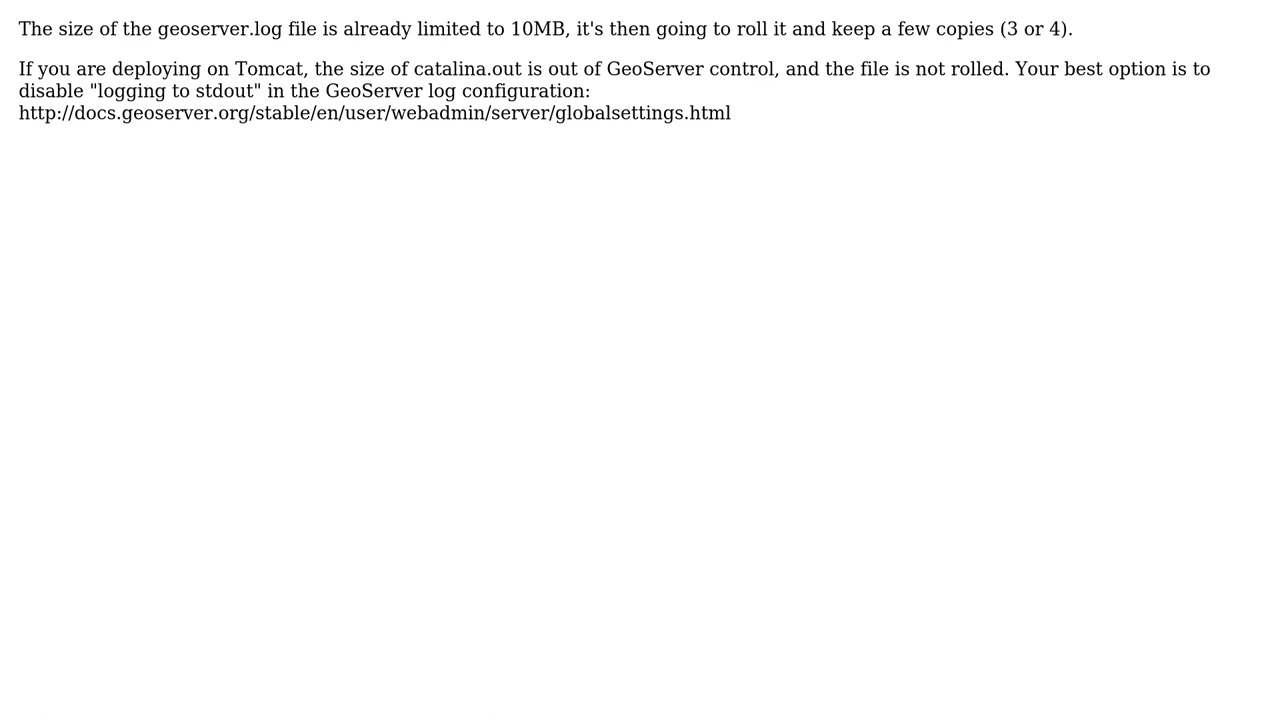 The size of the geoserver.log file is already limited to 10MB, it's then going to roll it and keep a few copies (3 or 4).
If you are deploying on Tomcat, the size of catalina.out is out of GeoServer control, and the file is not rolled. Your best option is to
disable "logging to stdout" in the GeoServer log configuration:
http://docs.geoserver.org/stable/en/user/webadmin/server/globalsettings.html